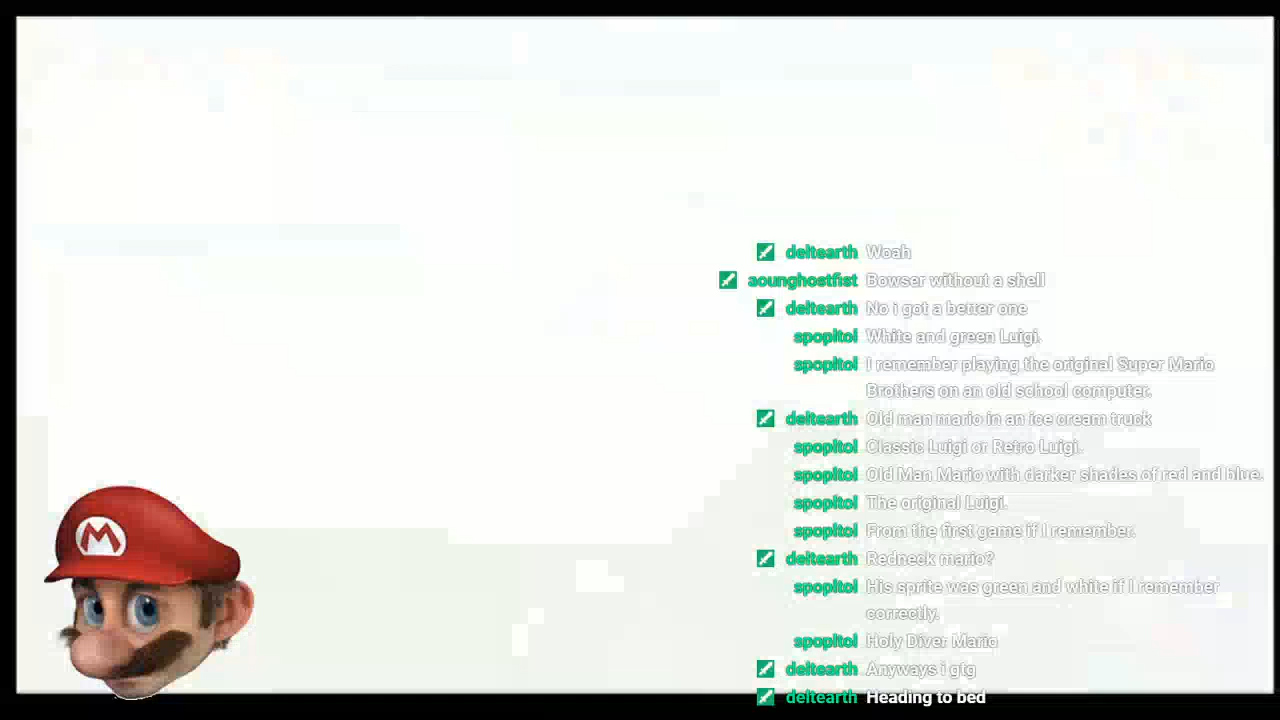 M
deltearth Woah
aounghostfist Bowser without a shell
deltearth No i got a better one
spopitol White and green Luigi.
spopitol I remember playing the original Super Mario
Brothers on an old school computer.
deltearth Old man mario in an ice cream truck
spopitol Classic Luigi or Retro Luigi.
spopitol Old Man Mario with darker shades of red and blue.
spopitol The original Luigi.
spopitol From the first game if I remember.
deltearth Redneck mario?
spopitol His sprite was green and white if I remember
correctly.
spopitol Holy Diver Mario
deltearth Anyways i gtg
deltearth Heading to bed